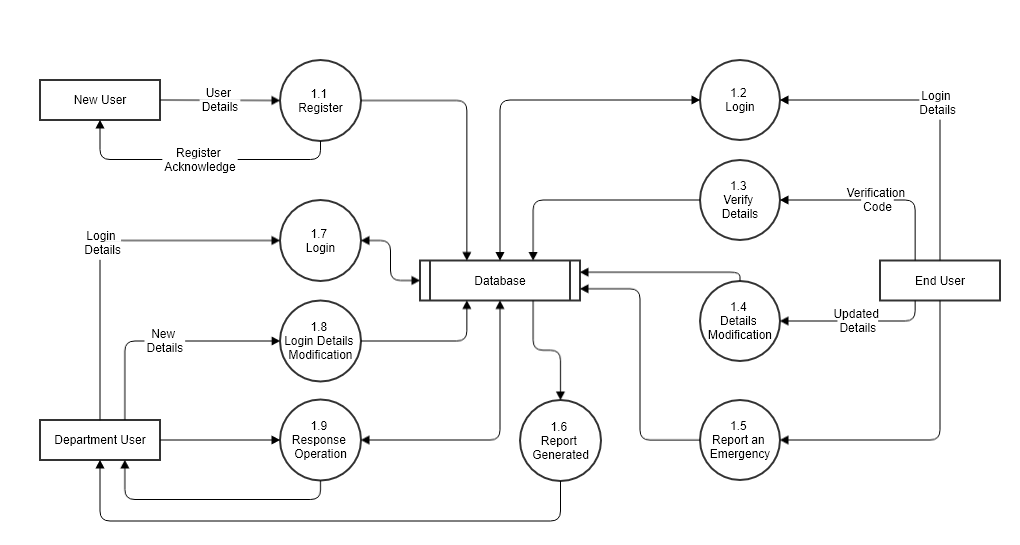 New User
User
Details
1.1
Register
Register
Acknowledge
1.2
Login
Login
Details
1.3
Verify
Details
Verification
Code
Login
Details
1.7
Login
Database
End User
1.4
Details
Modification
Updated
Details
New
Details
1.8
Login Details
Modification
Department User
1.9
Response
Operation
1.6
Report
Generated
1.5
Report an
Emergency